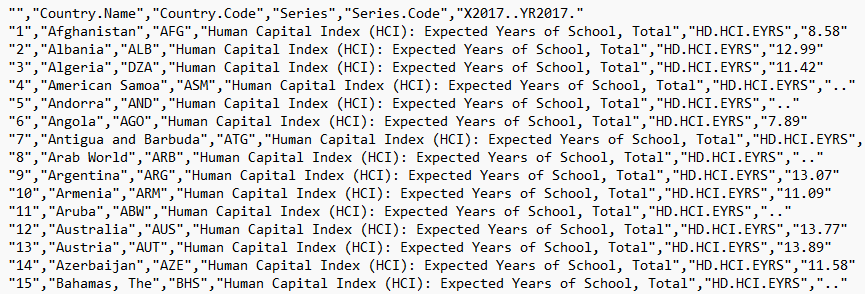 "","Country.Name","Country.Code","Series","Series.Code","X2017..YR2017."
"1","Afghanistan","AFG","Human Capital Index (HCI): Expected Years of School, Total","HD.HCI.EYRS","8.58"
"2","Albania","ALB","Human Capital Index (HCI): Expected Years of School, Total","HD.HCI.EYRS","12.99"
"3","Algeria","DZA","Human Capital Index (HCI): Expected Years of School, Total","HD.HCI.EYRS","11.42"
"4","American Samoa","ASM","Human Capital Index (HCI): Expected Years of School, Total","HD.HCI.EYRS",".."
"5","Andorra","AND","Human Capital Index (HCI): Expected Years of School, Total","HD.HCI.EYRS",".."
"6","Angola","AGO","Human Capital Index (HCI): Expected Years of School, Total","HD.HCI.EYRS","7.89"
"7","Antigua and Barbuda","ATG","Human Capital Index (HCI): Expected Years of School, Total","HD.HCI.EYRS",
"8","Arab World","ARB","Human Capital Index (HCI): Expected Years of School, Total","HD.HCI.EYRS",".."
"9","Argentina","ARG","Human Capital Index (HCI): Expected Years of School, Total","HD.HCI.EYRS","13.07"
"10","Armenia","ARM","Human Capital Index (HCI): Expected Years of School, Total","HD.HCI.EYRS","11.09"
"11","Aruba","ABW","Human Capital Index (HCI): Expected Years of School, Total","HD.HCI.EYRS",".."
"12","Australia","AUS","Human Capital Index (HCI): Expected Years of School, Total","HD.HCI.EYRS","13.77"
"13","Austria","AUT","Human Capital Index (HCI): Expected Years of School, Total","HD.HCI.EYRS","13.89"
"14","Azerbaijan","AZE","Human Capital Index (HCI): Expected Years of School, Total","HD.HCI.EYRS","11.58"
"15","Bahamas, The","BHS","Human Capital Index (HCI): Expected Years of School, Total","HD.HCI.EYRS",".."